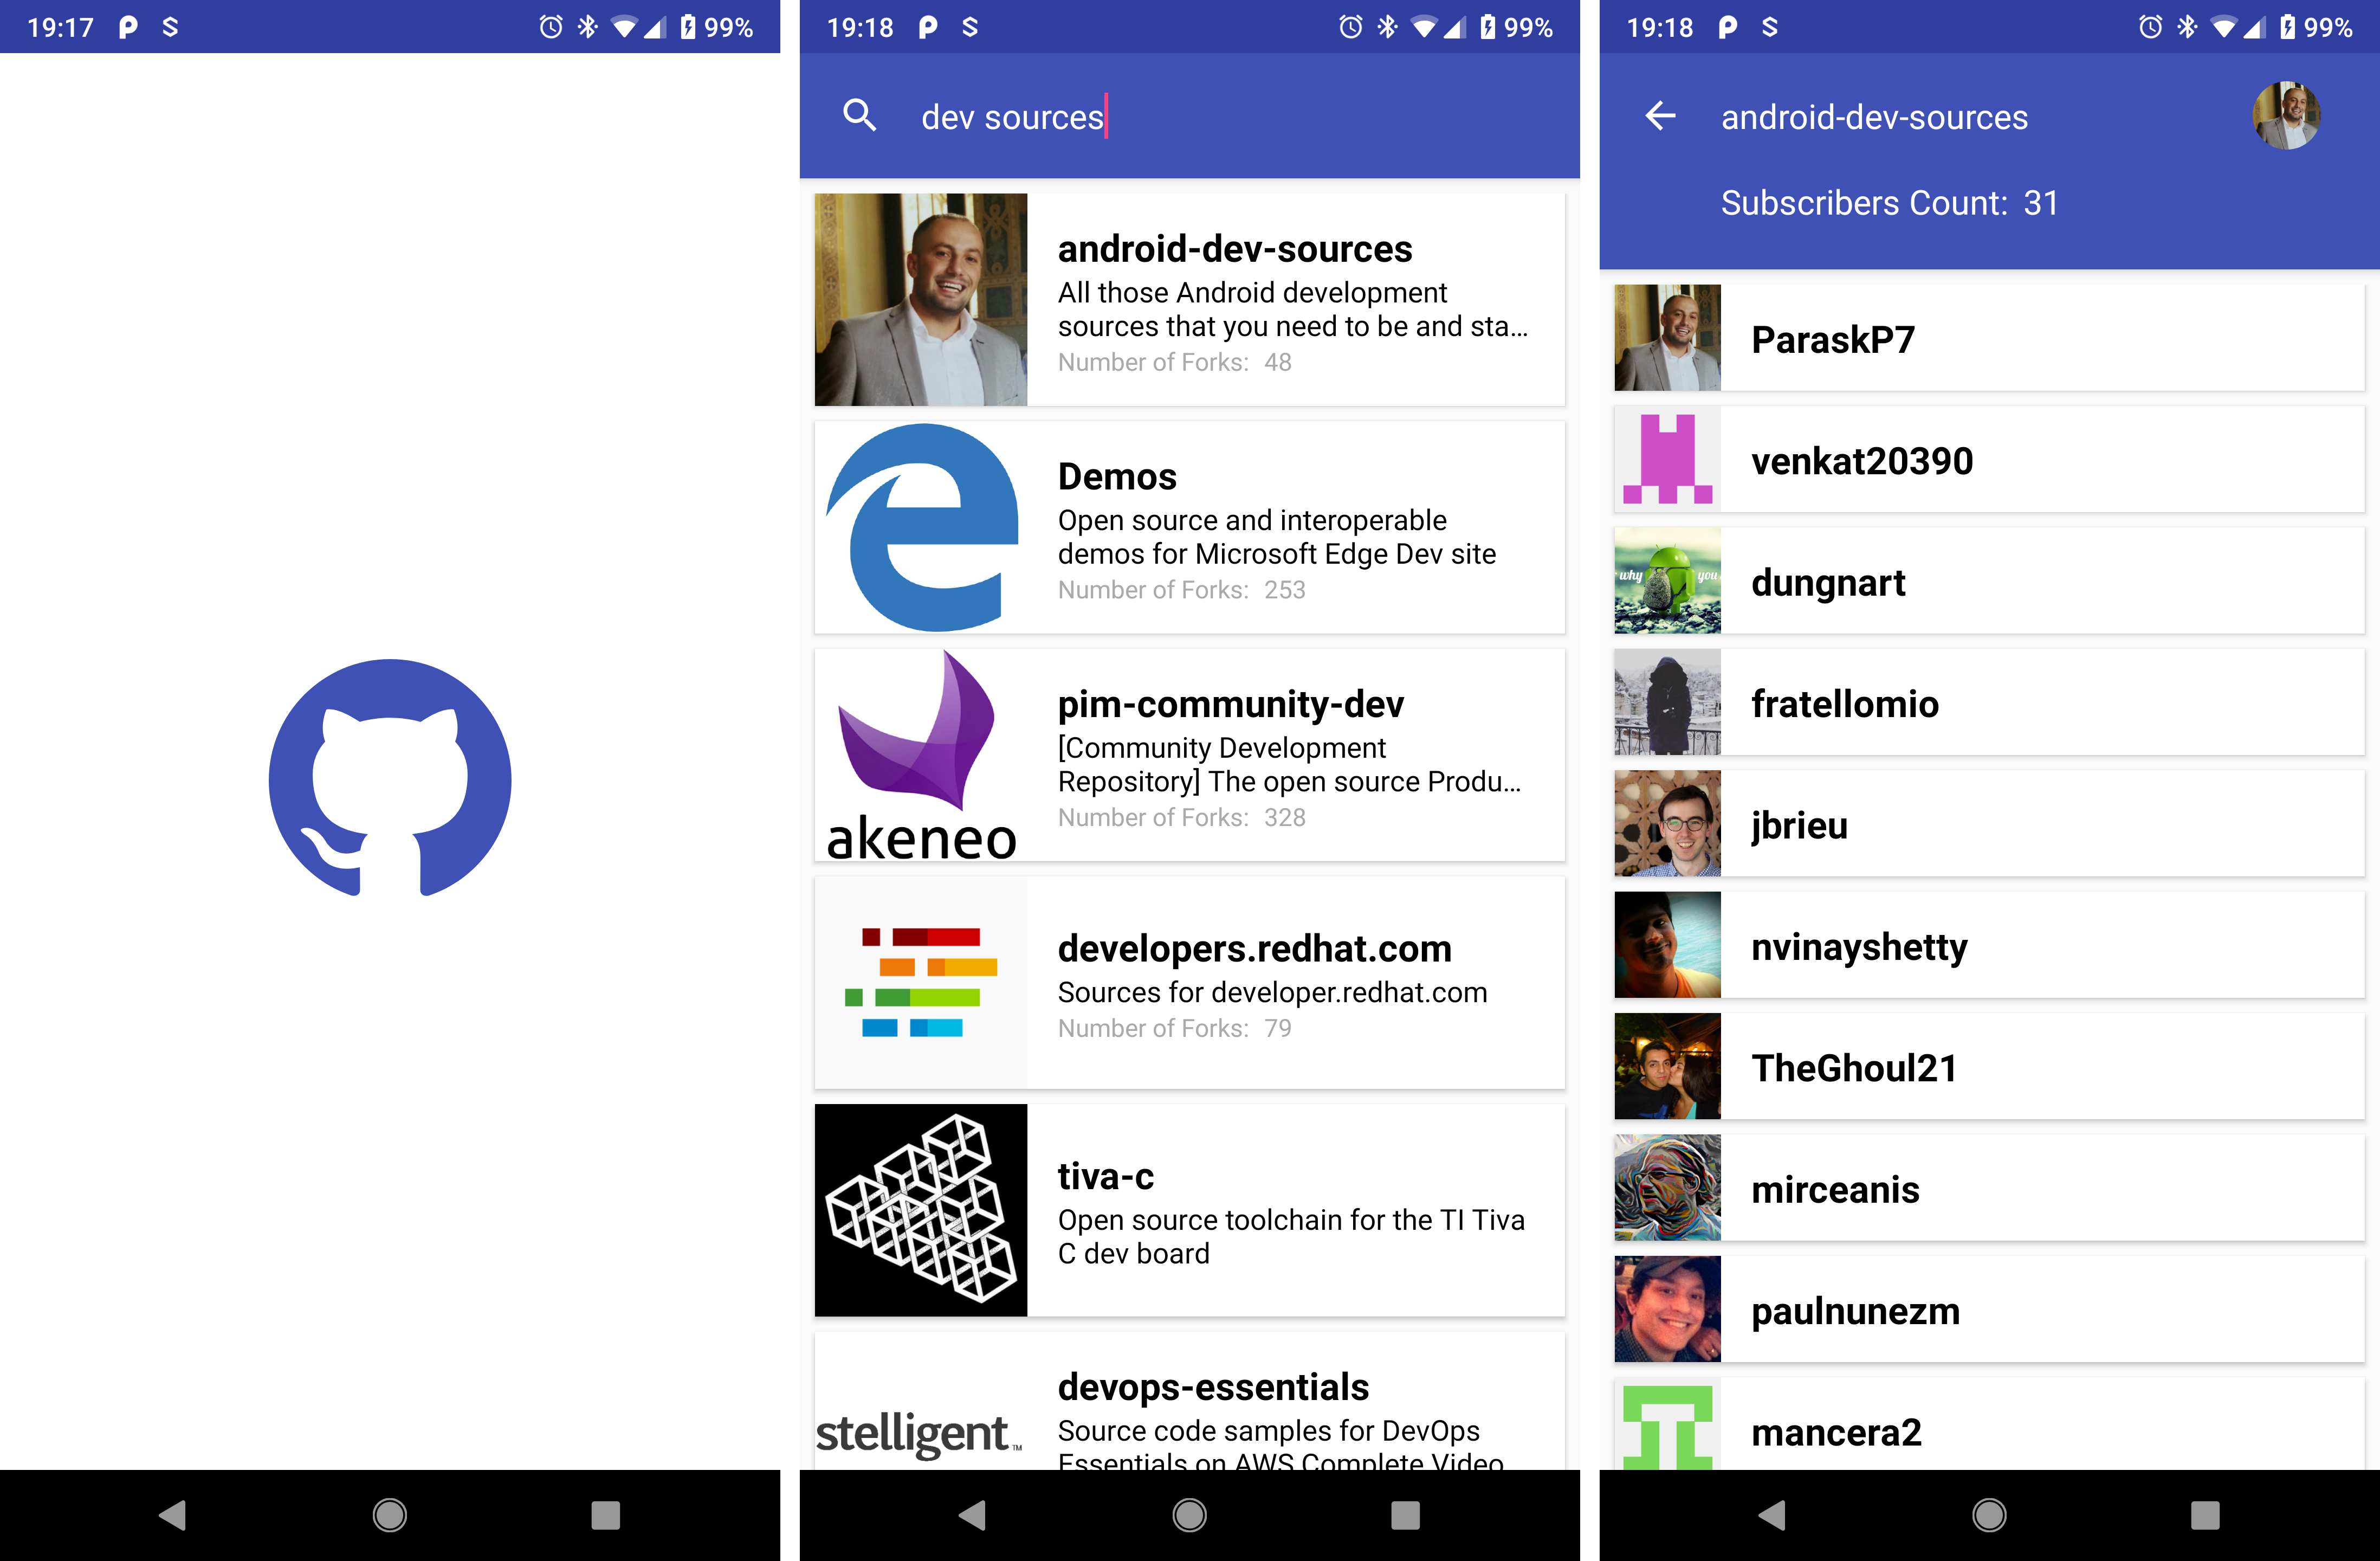 19:17
99%
19:18
99%
dev sources
android-dev-sources
All those Android development
sources that you need to be and sta...
Number of Forks: 48
Demos
Open source and interoperable
demos for Microsoft Edge Dev site
Number of Forks: 253
akeneo
pim-community-dev
[Community Development
Repository] The open source Produ...
Number of Forks: 328
developers.redhat.com
Sources for developer.redhat.com
Number of Forks: 79
tiva-c
Open source toolchain for the TI Tiva
C dev board
stelligent™
devops-essentials
Source code samples for DevOps
Essentials on AWS Complete Video
19:18
99%
android-dev-sources
Subscribers Count: 31
ParaskP7
venkat20390
why you
dungnart
fratellomio
jbrieu
nvinayshetty
TheGhoul21
mirceanis
paulnunezm
mancera2